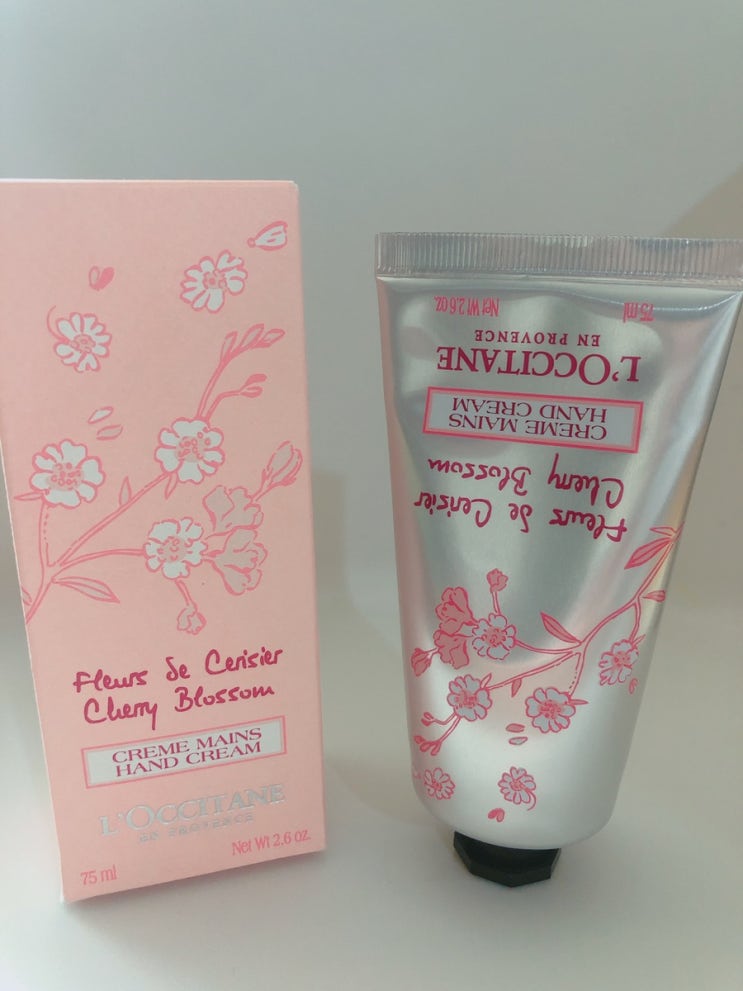 Fleurs de Cerisier
Cherry Blossom
CREME MAINS
HAND CREAM
L'OCCITANE
EN PROVENCE
75 ml
Net Wt 2.6 oz.
Fleurs de Cerisier
Cherry Blossom
CREME MAINS
HAND CREAM
L'OCCITANE
EN PROVENCE
75 ml
Net Wt 2.6 oz.